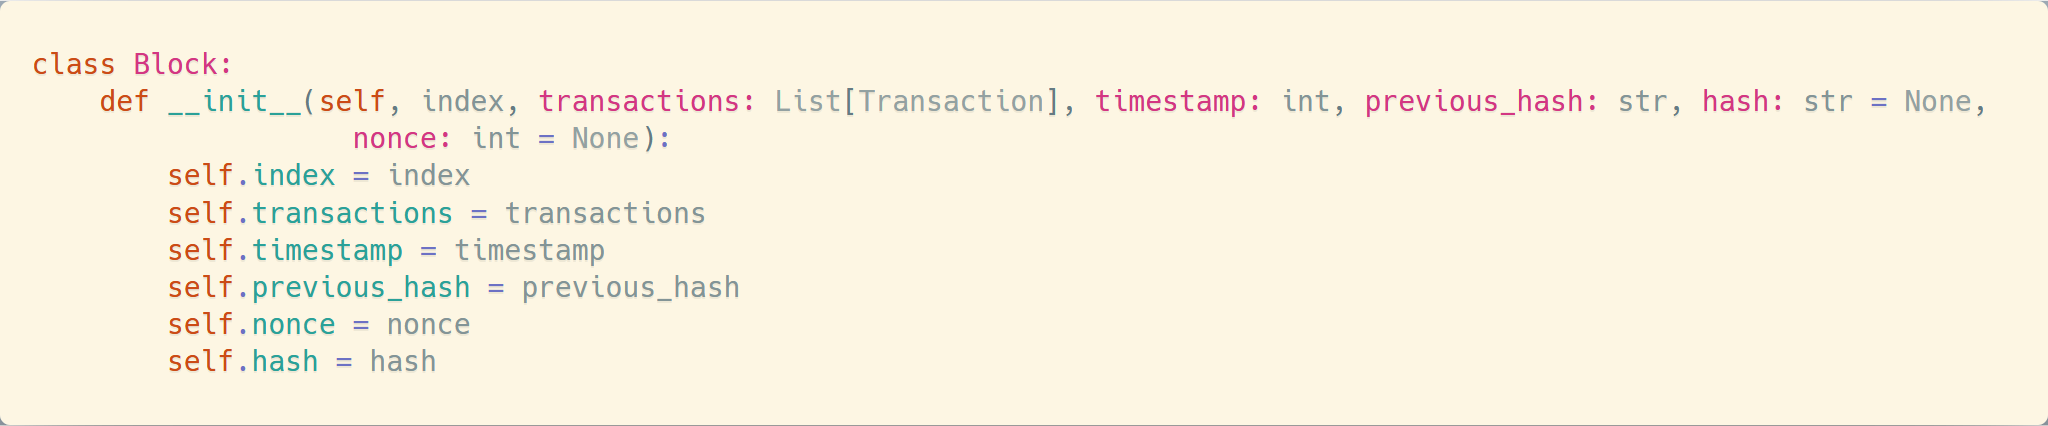 class Block:
    def __init__(self, index, transactions: List[Transaction], timestamp: int, previous_hash: str, hash: str = None,
                   nonce: int = None):
        self.index = index
        self.transactions = transactions
        self.timestamp = timestamp
        self.previous_hash = previous_hash
        self.nonce = nonce
        self.hash = hash